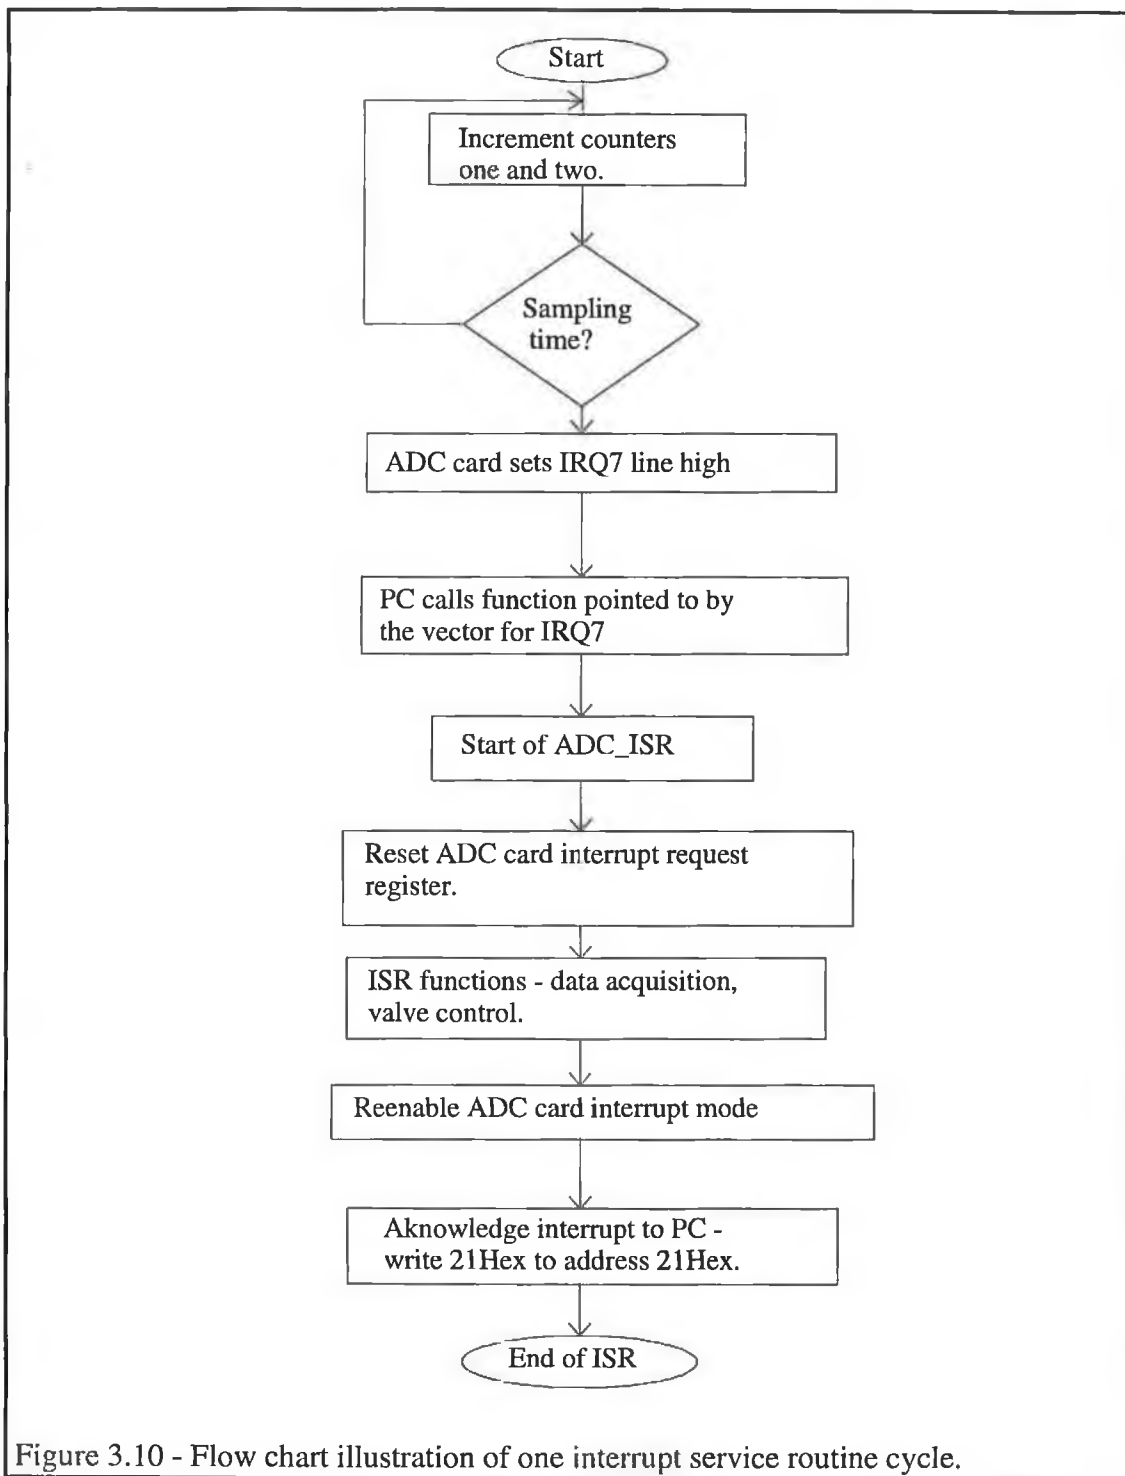 Start
Increment counters
one and two.
Sampling
time?
ADC card sets IRQ7 line high
PC calls function pointed to by
the vector for IRQ7
Start of ADC_ISR
Reset ADC card interrupt request
register.
ISR functions - data acquisition,
valve control.
Reenable ADC card interrupt mode
Aknowledge interrupt to PC -
write 21Hex to address 21Hex.
End of ISR
Figure 3.10 - Flow chart illustration of one interrupt service routine cycle.